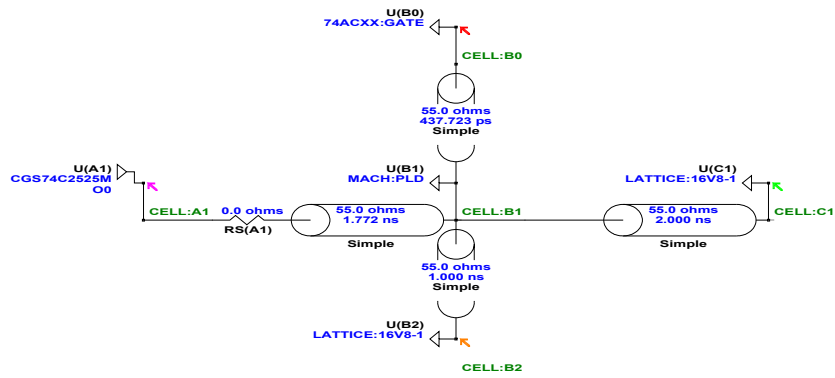 U(B0)
74ACXX:GATE
CELL:B0
55.0 ohms
437.723 ps
Simple
U(A1)
CGS74C2525M
O0
U(B1)
MACH:PLD
U(C1)
LATTICE:16V8-1
CELL:A1
0.0 ohms
RS(A1)
55.0 ohms
1.772 ns
Simple
CELL:B1
55.0 ohms
2.000 ns
Simple
CELL:C1
55.0 ohms
1.000 ns
Simple
U(B2)
LATTICE:16V8-1
CELL:B2